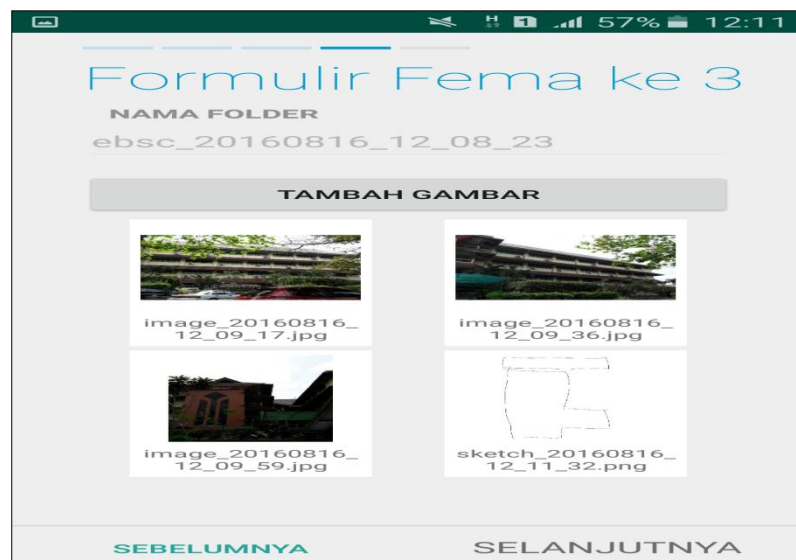 57% 12:11
Formulir Fema ke 3
NAMA FOLDER
ebsc_20160816_12_08_23
TAMBAH GAMBAR
image_20160816_
12_09_17.jpg
image_20160816_
12_09_36.jpg
image_20160816_
12_09_59.jpg
sketch_20160816_
12_11_32.png
SEBELUMNYA
SELANJUTNYA